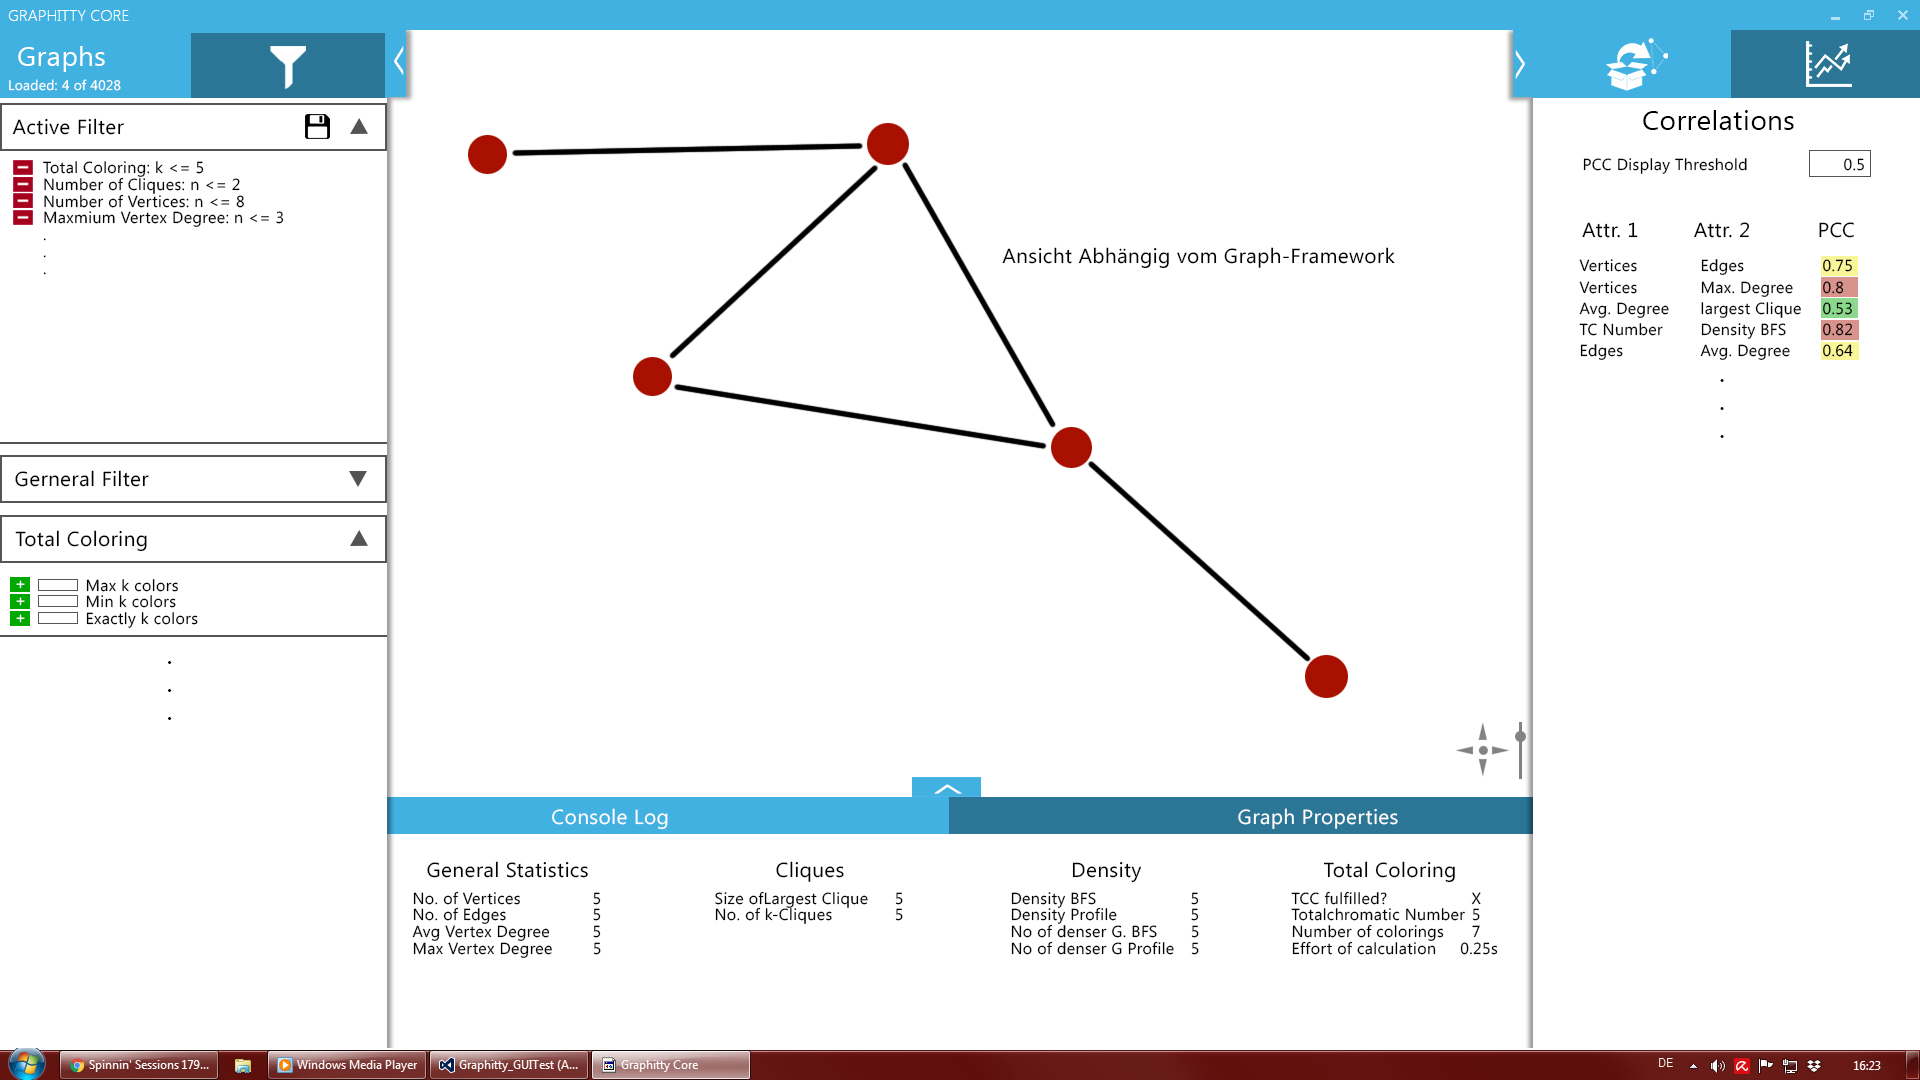 GRAPHITTY CORE
Graphs
Loaded: 4 of 4028
Active Filter
Total Coloring: k <= 5
Number of Cliques: n <= 2
Number of Vertices: n <= 8
Maxmium Vertex Degree: n <= 3
.
.
.
Gerneral Filter
Total Coloring
Max k colors
Min k colors
Exactly k colors
.
.
.
Ansicht Abhängig vom Graph-Framework
Console Log
Graph Properties
General Statistics
No. of Vertices 5
No. of Edges 5
Avg Vertex Degree 5
Max Vertex Degree 5
Cliques
Size ofLargest Clique 5
No. of k-Cliques 5
Density
Density BFS 5
Density Profile 5
No of denser G. BFS 5
No of denser G Profile 5
Total Coloring
TCC fulfilled? X
Totalchromatic Number 5
Number of colorings 7
Effort of calculation 0.25s
Correlations
PCC Display Threshold 0.5
Attr. 1 Attr. 2 PCC
Vertices Edges 0.75
Vertices Max. Degree 0.8
Avg. Degree largest Clique 0.53
TC Number Density BFS 0.82
Edges Avg. Degree 0.64
.
.
.
Spinnin' Sessions 179...
Windows Media Player
Graphitty_GUITest (A...
Graphitty Core
DE
16:23